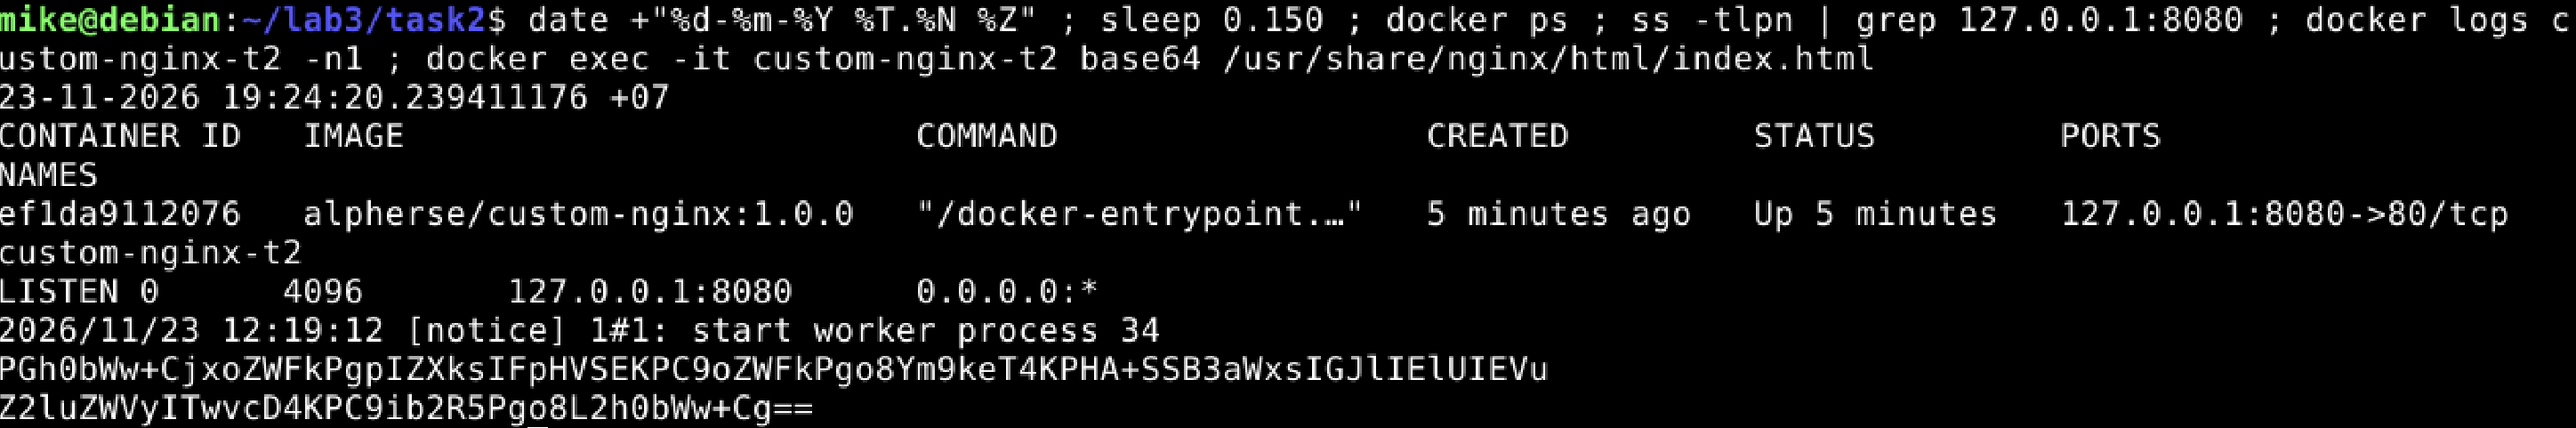 mike@debian:~/lab3/task2$ date +"%d-%m-%Y %T.%N %Z" ; sleep 0.150 ; docker ps ; ss -tlpn | grep 127.0.0.1:8080 ; docker logs c
ustom-nginx-t2 -n1 ; docker exec -it custom-nginx-t2 base64 /usr/share/nginx/html/index.html
23-11-2026 19:24:20.239411176 +07
CONTAINER ID   IMAGE                         COMMAND                  CREATED         STATUS         PORTS
NAMES
ef1da9112076   alpherse/custom-nginx:1.0.0   "/docker-entrypoint.…"   5 minutes ago   Up 5 minutes   127.0.0.1:8080->80/tcp
custom-nginx-t2
LISTEN 0      4096       127.0.0.1:8080      0.0.0.0:*
2026/11/23 12:19:12 [notice] 1#1: start worker process 34
PGh0bWw+CjxoZWFkPgpIZXksIFpHVSEKPC9oZWFkPgo8Ym9keT4KPHA+SSB3aWxsIGJlIElUIEVu
Z2luZWVyITwvcD4KPC9ib2R5Pgo8L2h0bWw+Cg==